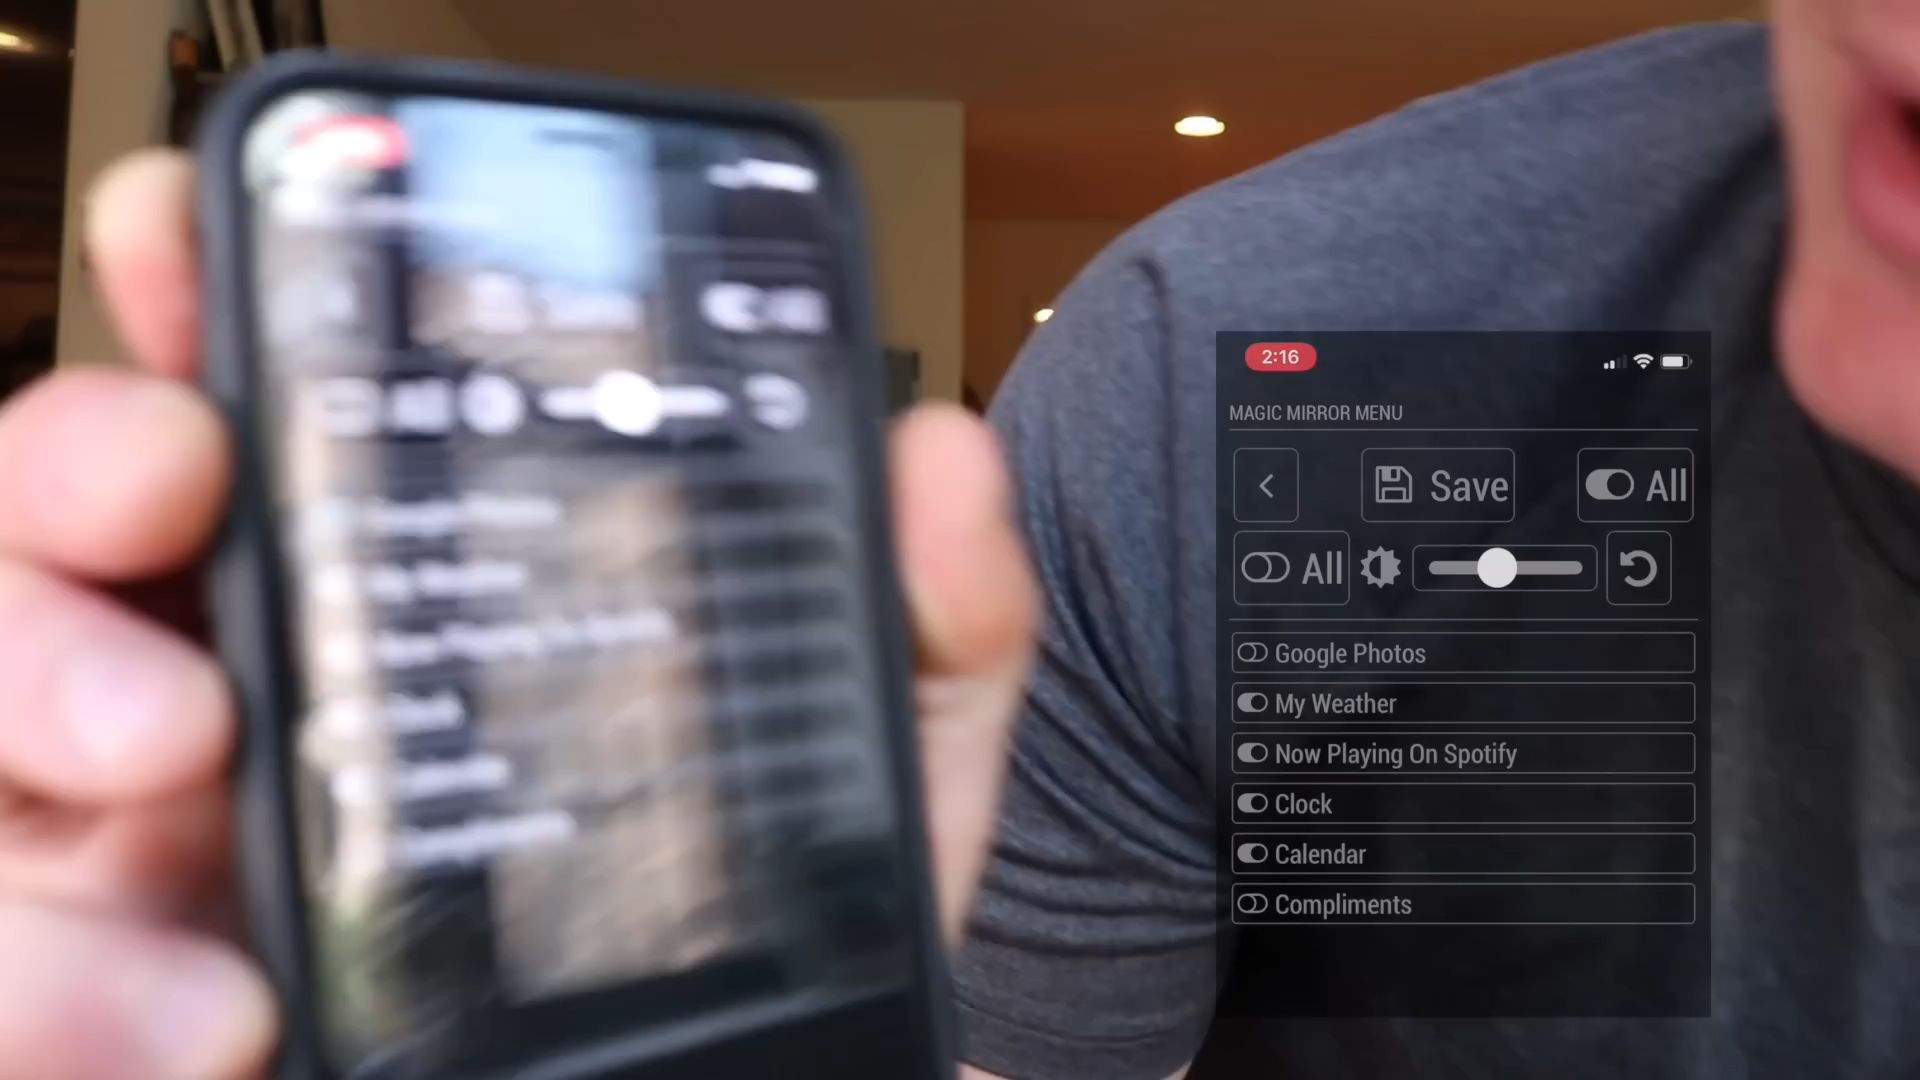 2:16
MAGIC MIRROR MENU
Save
All
All
Google Photos
My Weather
Now Playing On Spotify
Clock
Calendar
Compliments